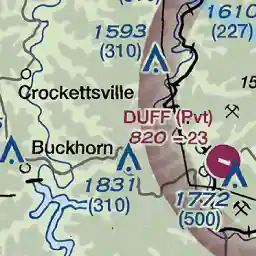 1593
(310)
1610
(227)
Crockettsville
DUFF (Pvt)
820 – 23
Buckhorn
1831
(310)
1772
(500)